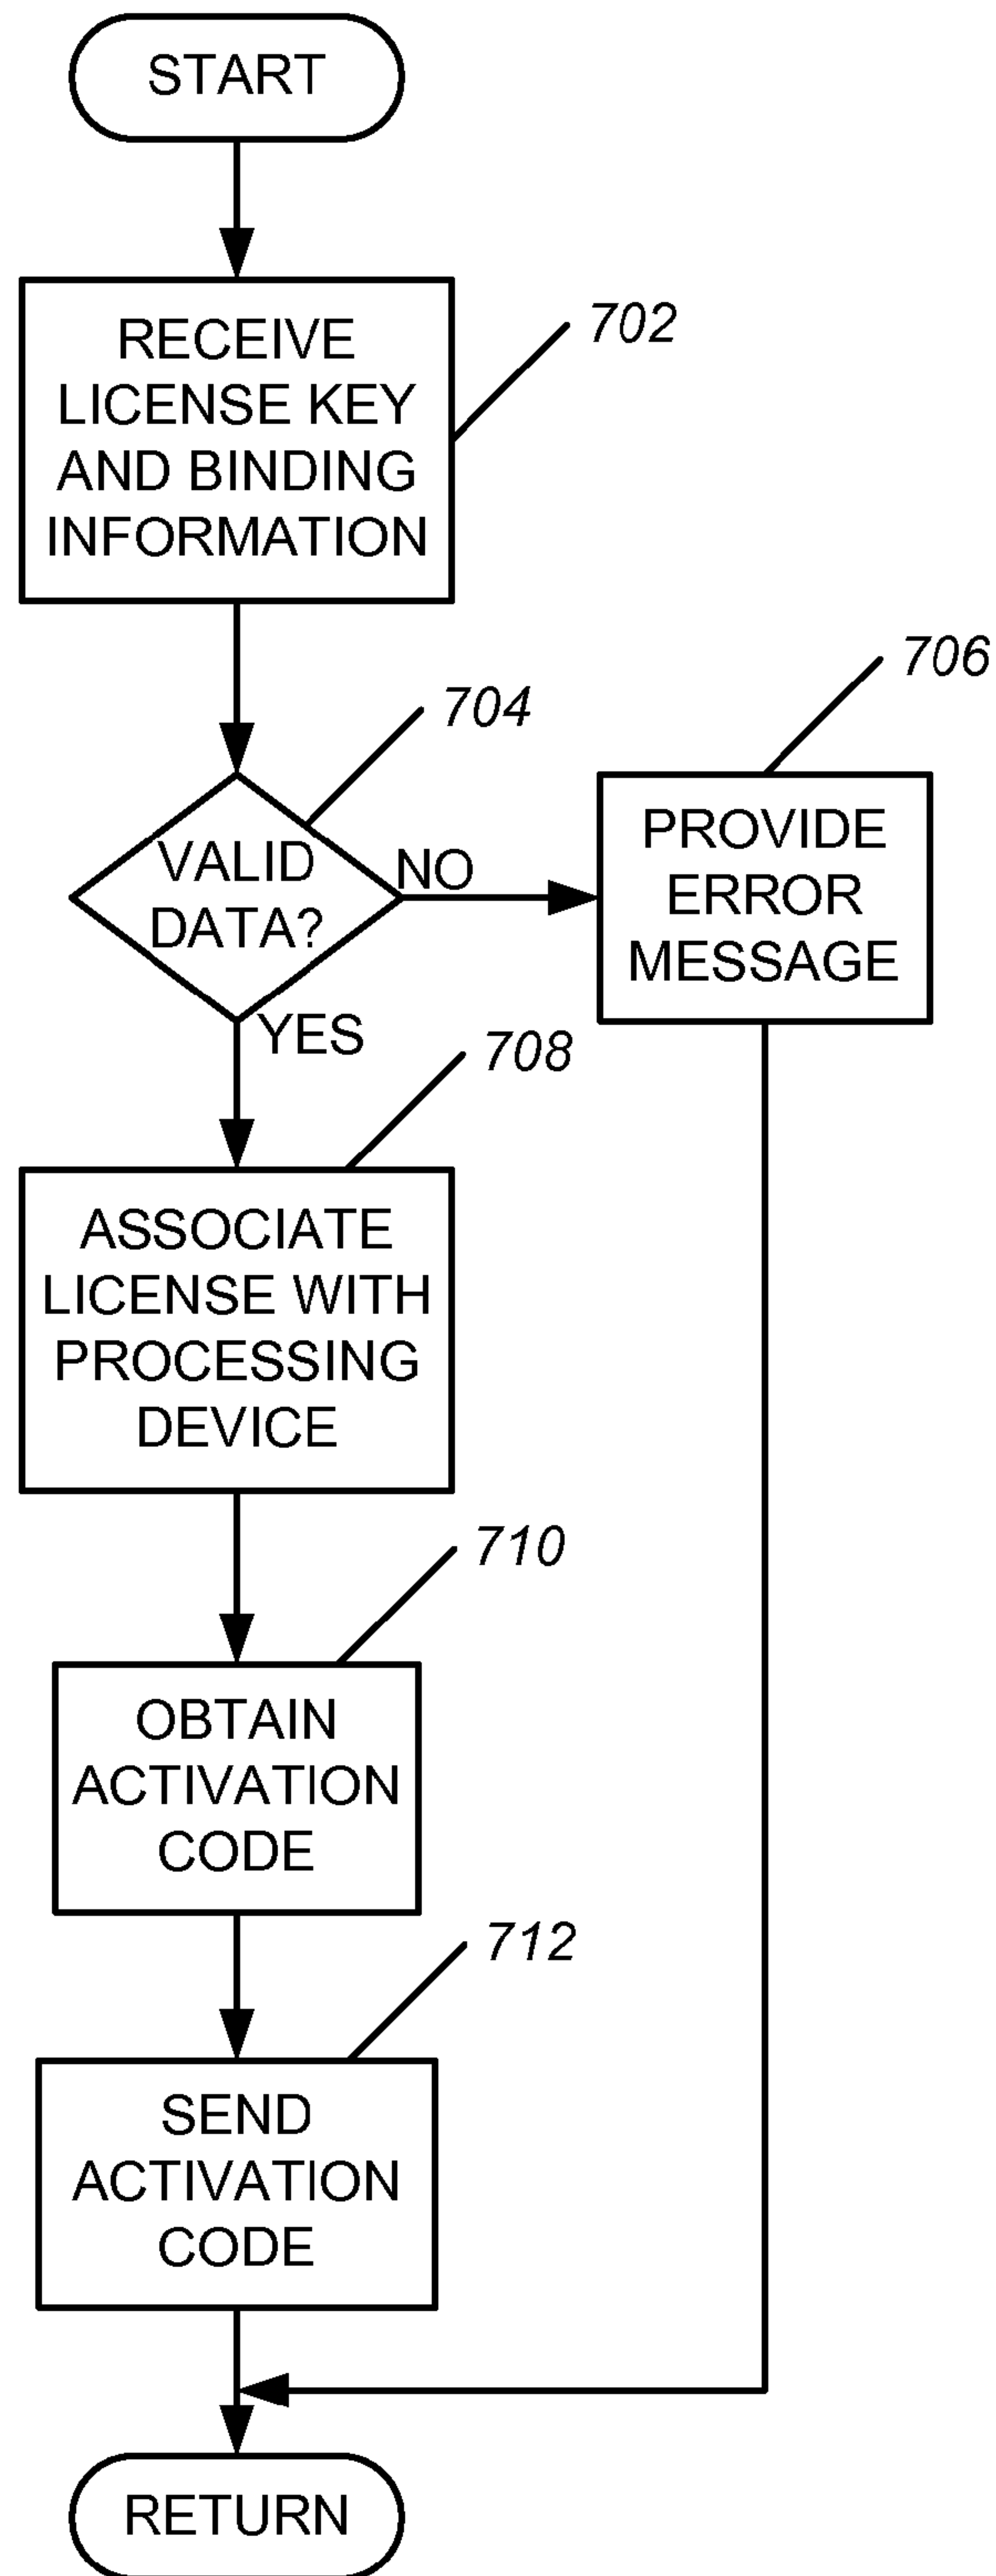 START
RECEIVE
LICENSE KEY
AND BINDING
INFORMATION
702
704
706
VALID
DATA?
NO
PROVIDE
ERROR
MESSAGE
YES
708
ASSOCIATE
LICENSE WITH
PROCESSING
DEVICE
710
OBTAIN
ACTIVATION
CODE
712
SEND
ACTIVATION
CODE
RETURN